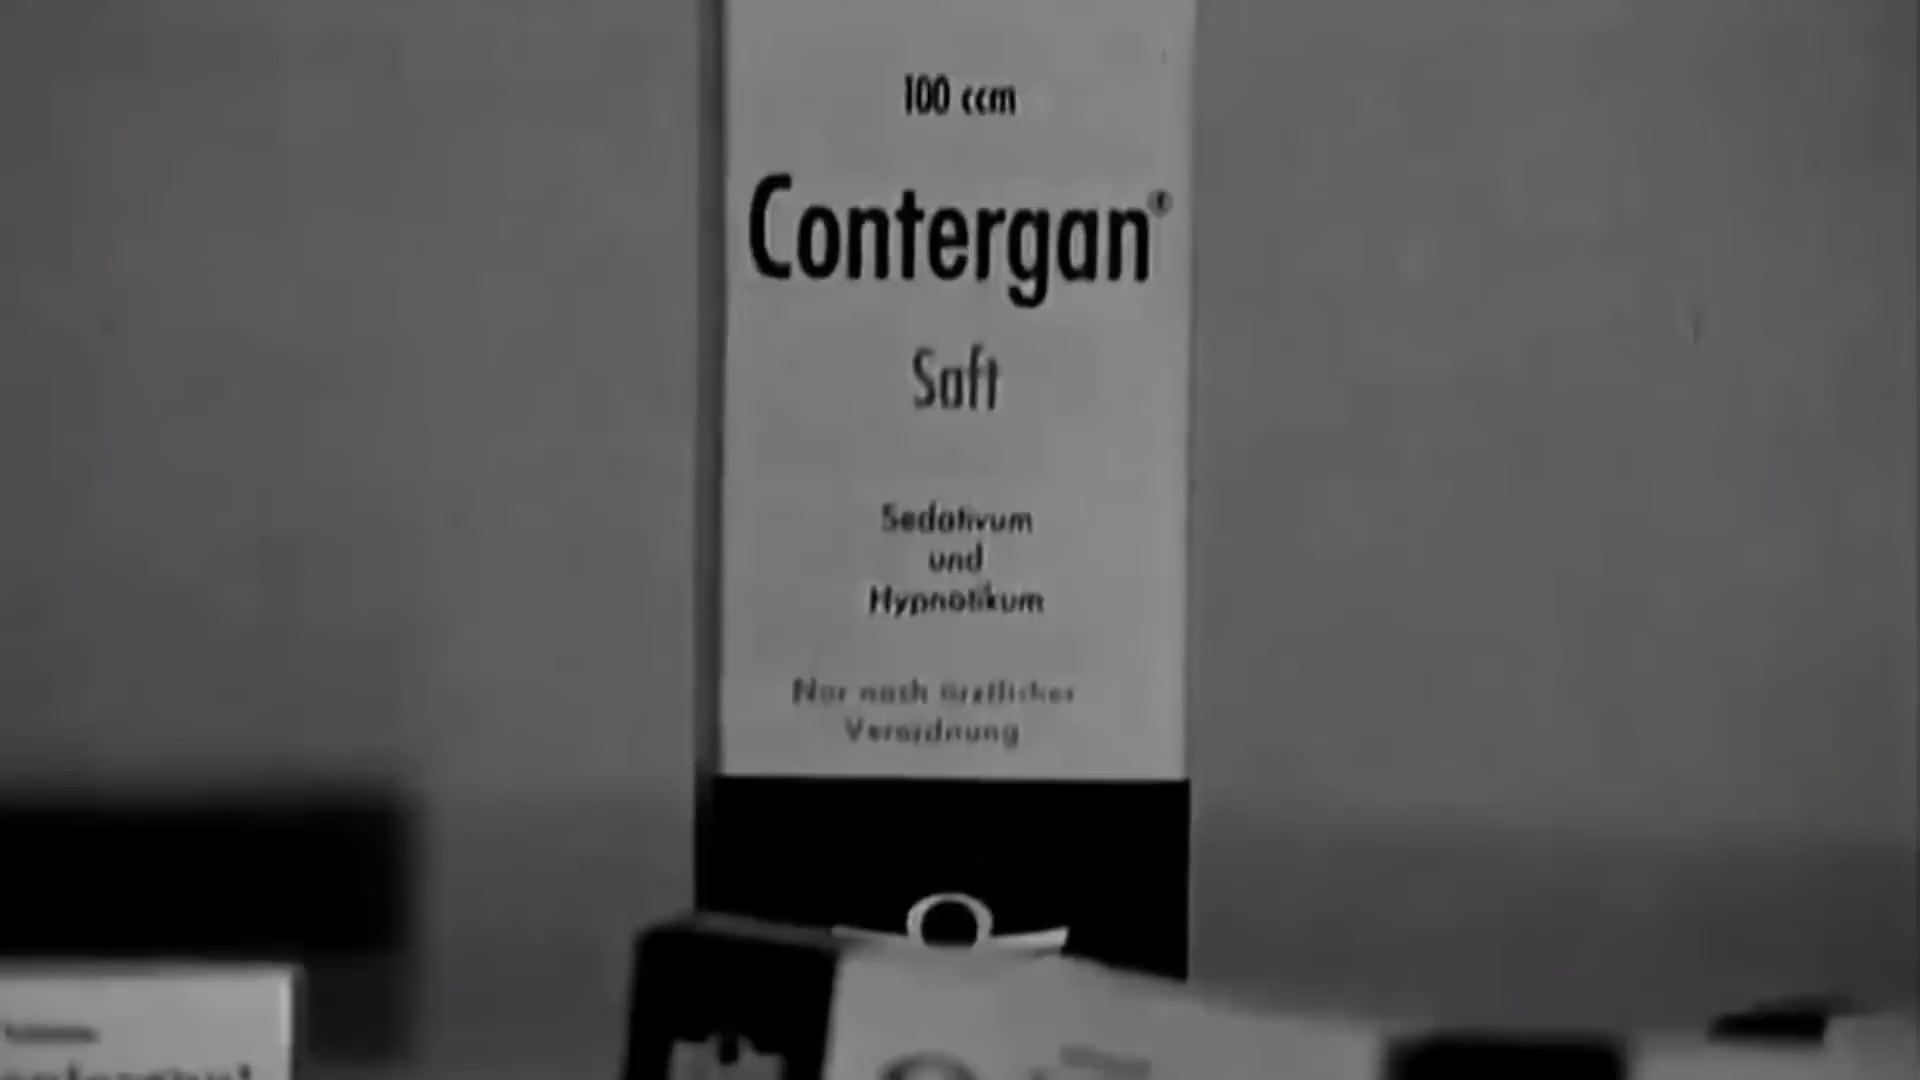 100 ccm
Contergan®
Saft
Sedativum
und
Hypnotikum
Nur nach ärztlicher
Verordnung